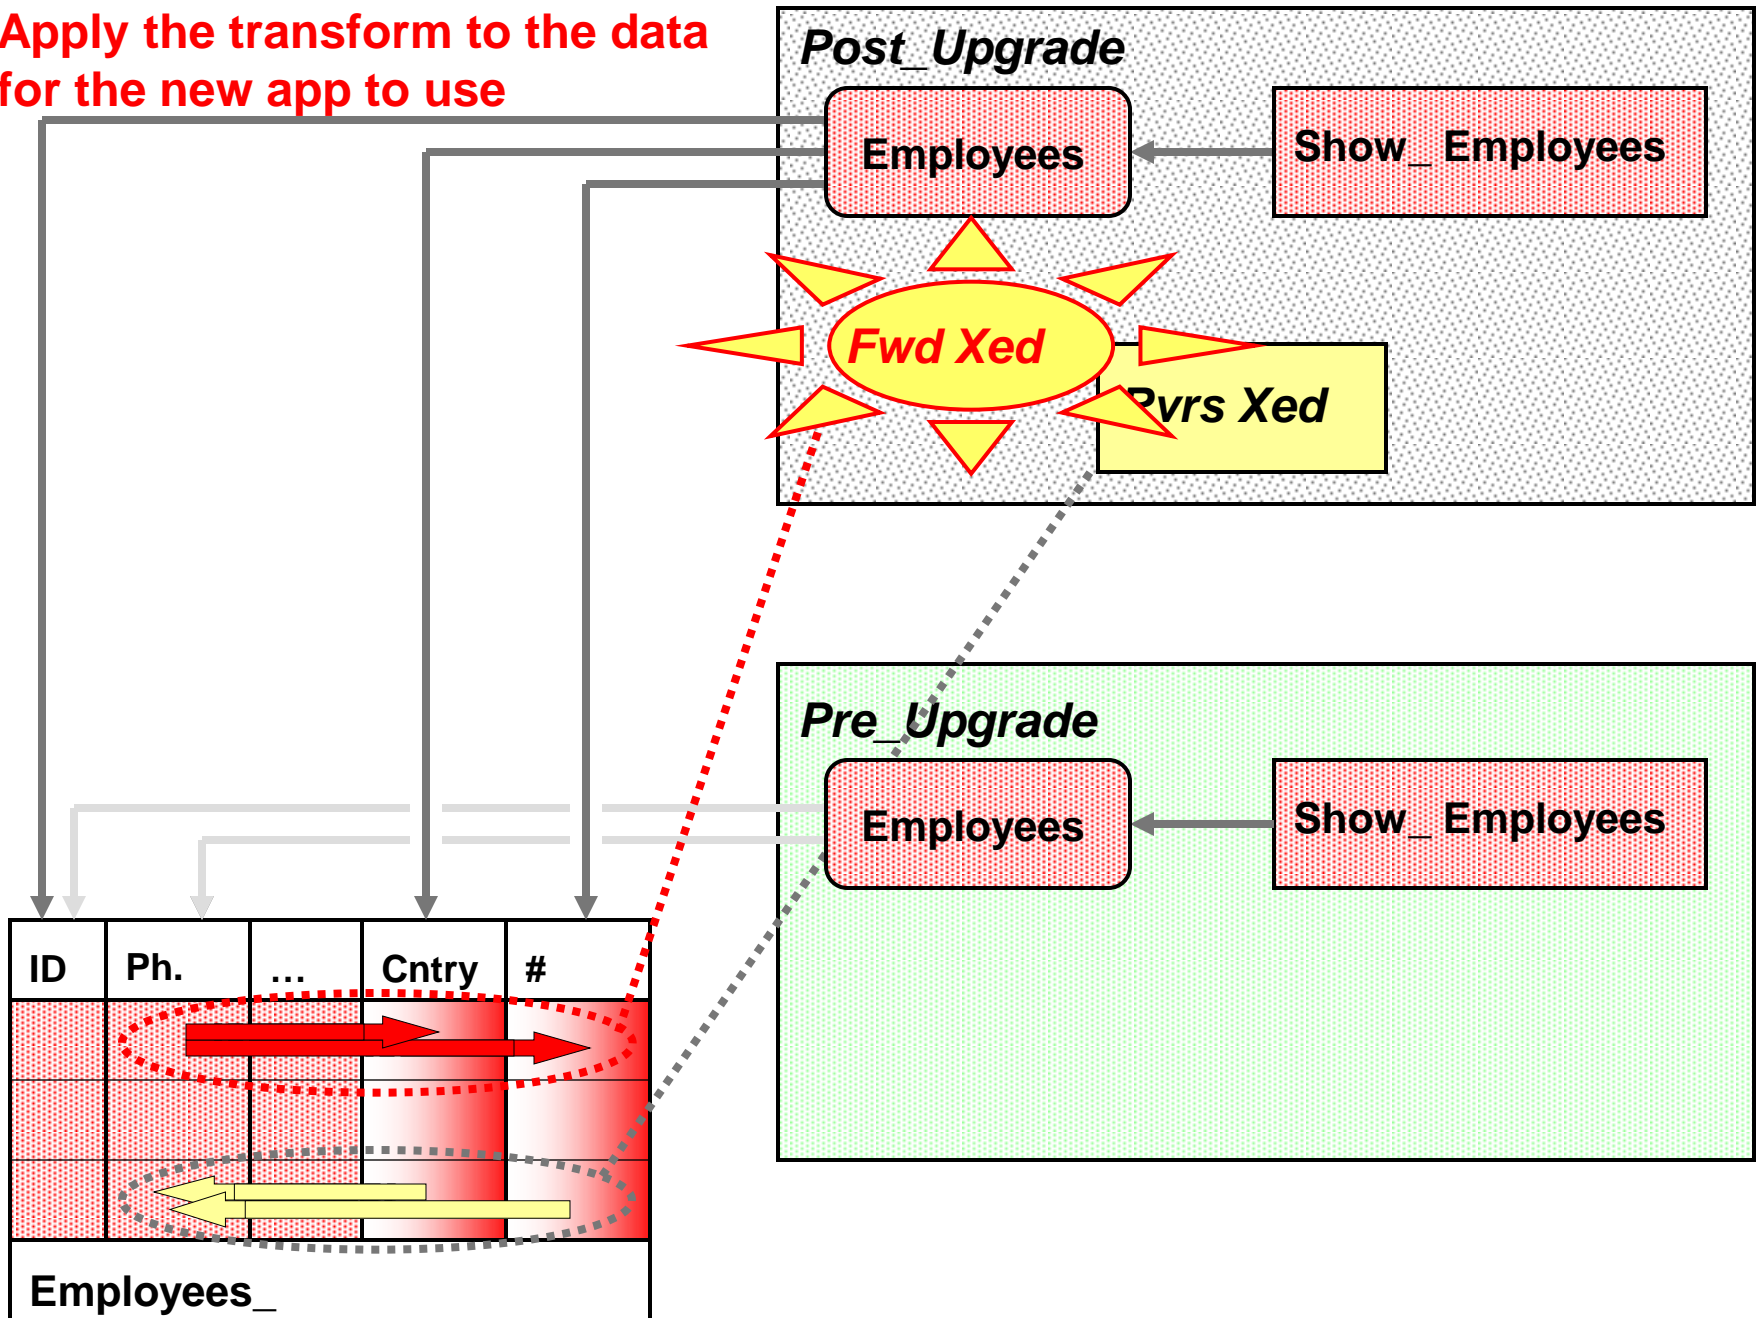 Apply the transform to the data
for the new app to use
Post_Upgrade
Employees
Show_ Employees
Fwd Xed
Rvrs Xed
Pre_Upgrade
Employees
Show_ Employees
ID
Ph.
...
Cntry
#
Employees_